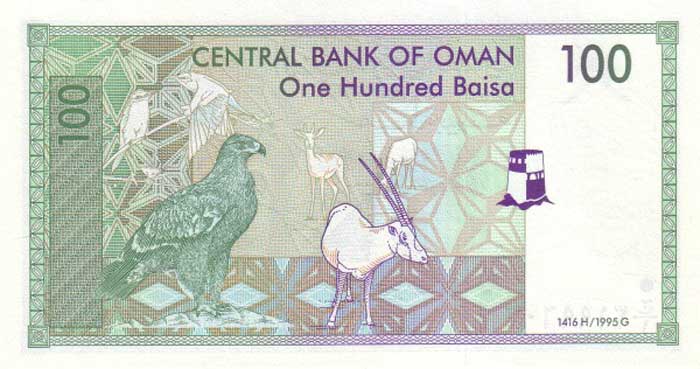 CENTRAL BANK OF OMAN
100
One Hundred Baisa
100
1416 H/1995 G